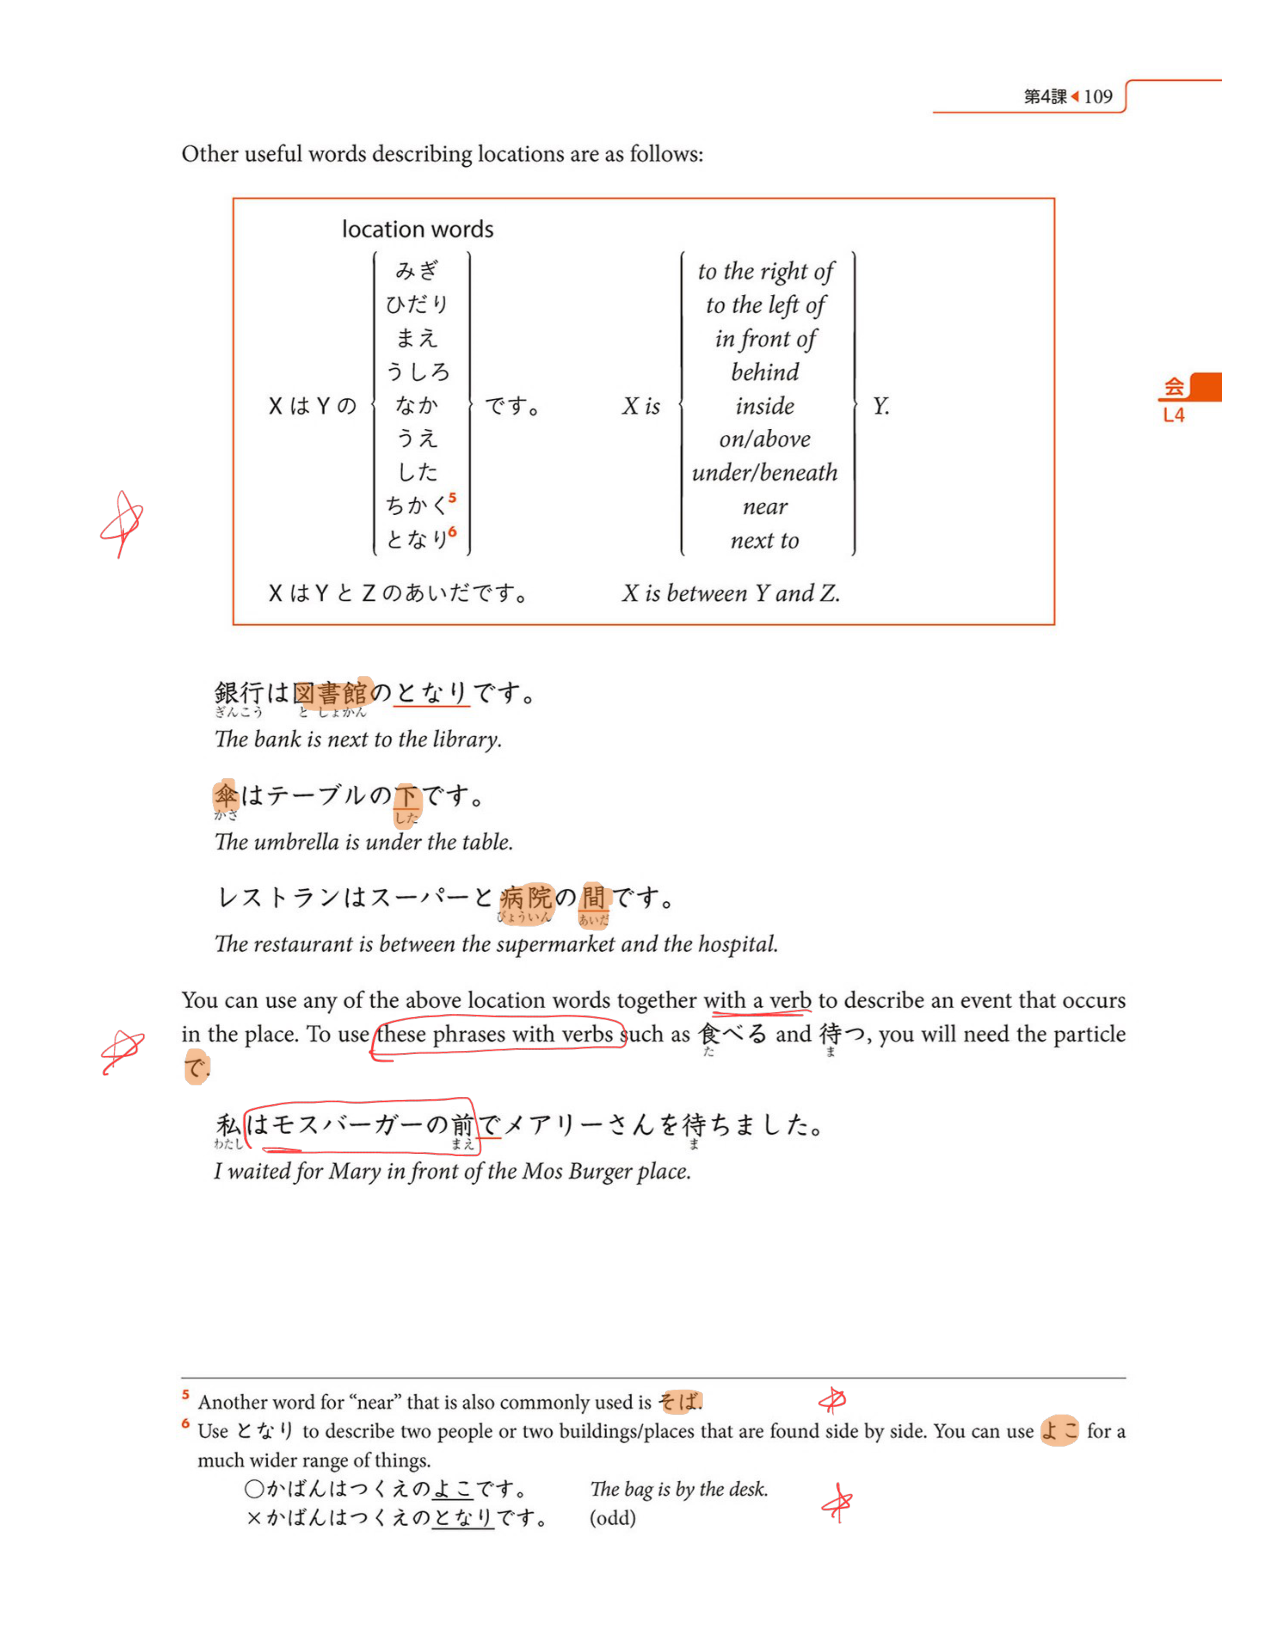 第4課 ◀ 109
Other useful words describing locations are as follows:
location words
X は Y の { みぎ ひだり まえ うしろ なか うえ した ちかく⁵ となり⁶ } です。
X is { to the right of to the left of in front of behind inside on/above under/beneath near next to } Y.
X は Y と Z のあいだです。 X is between Y and Z.
会
L4
銀行は図書館のとなりです。
ぎんこう としょかん
The bank is next to the library.
傘はテーブルの下です。
かさ した
The umbrella is under the table.
レストランはスーパーと病院の間です。
びょういん あいだ
The restaurant is between the supermarket and the hospital.
You can use any of the above location words together with a verb to describe an event that occurs
in the place. To use these phrases with verbs such as 食べる and 待つ, you will need the particle
た ま
で.
私はモスバーガーの前でメアリーさんを待ちました。
わたし まえ ま
I waited for Mary in front of the Mos Burger place.
5 Another word for “near” that is also commonly used is そば.
6 Use となり to describe two people or two buildings/places that are found side by side. You can use よこ for a
much wider range of things.
○かばんはつくえのよこです。 The bag is by the desk.
×かばんはつくえのとなりです。 (odd)